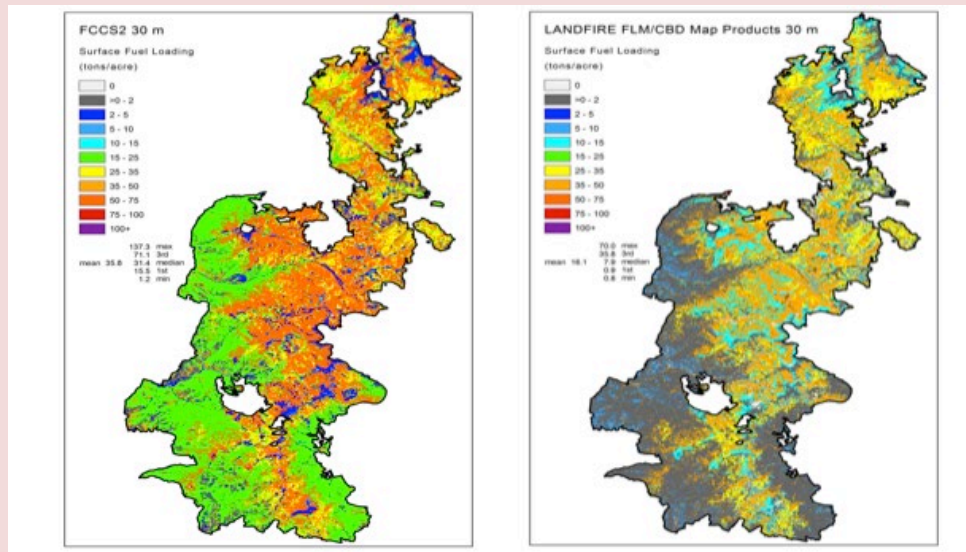 FCCS2 30 m
Surface Fuel Loading
(tons/acre)
0
>0 - 2
2 - 5
5 - 10
10 - 15
15 - 25
25 - 35
35 - 50
50 - 75
75 - 100
100+
137.3 max
71.1 3rd
mean 35.8 31.4 median
15.5 1st
1.2 min
LANDFIRE FLM/CBD Map Products 30 m
Surface Fuel Loading
(tons/acre)
0
>0 - 2
2 - 5
5 - 10
10 - 15
15 - 25
25 - 35
35 - 50
50 - 75
75 - 100
100+
70.0 max
35.8 3rd
mean 18.1 7.9 median
0.9 1st
0.8 min